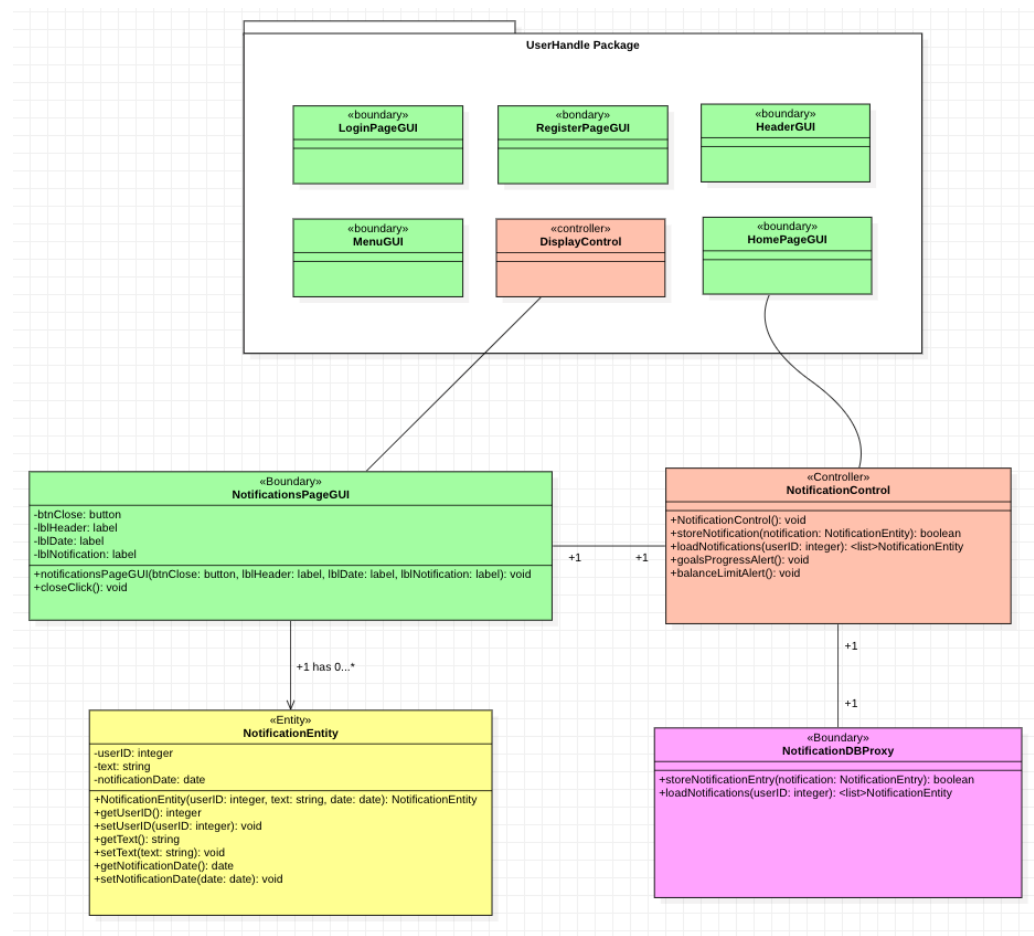 UserHandle Package
«boundary»
LoginPageGUI
«bondary»
RegisterPageGUI
«boundary»
HeaderGUI
«boundary»
MenuGUI
«controller»
DisplayControl
«boundary»
HomePageGUI
«Boundary»
NotificationsPageGUI
-btnClose: button
-lblHeader: label
-lblDate: label
-lblNotification: label
+notificationsPageGUI(btnClose: button, lblHeader: label, lblDate: label, lblNotification: label): void
+closeClick(): void
+1
+1
«Controller»
NotificationControl
+NotificationControl(): void
+storeNotification(notification: NotificationEntity): boolean
+loadNotifications(userID: integer): <list>NotificationEntity
+goalsProgressAlert(): void
+balanceLimitAlert(): void
+1 has 0...*
+1
+1
«Entity»
NotificationEntity
-userID: integer
-text: string
-notificationDate: date
+NotificationEntity(userID: integer, text: string, date: date): NotificationEntity
+getUserID(): integer
+setUserID(userID: integer): void
+getText(): string
+setText(text: string): void
+getNotificationDate(): date
+setNotificationDate(date: date): void
«Boundary»
NotificationDBProxy
+storeNotificationEntry(notification: NotificationEntry): boolean
+loadNotifications(userID: integer): <list>NotificationEntity